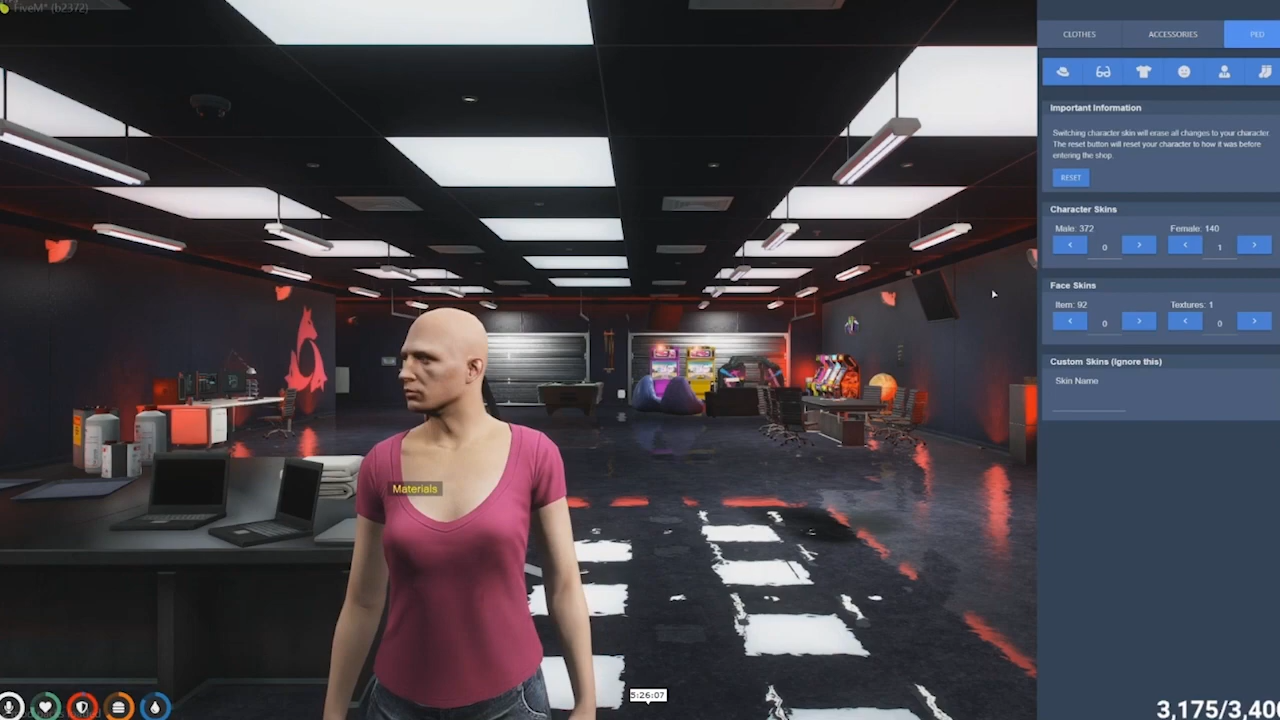 FiveM* (b2372)
CLOTHES
ACCESSORIES
PED
Important Information
Switching character skin will erase all changes to your character.
The reset button will reset your character to how it was before
entering the shop.
RESET
Character Skins
Male: 372
Female: 140
< 0 >
< 1 >
Face Skins
Item: 92
Textures: 1
< 0 >
< 0 >
Custom Skins (Ignore this)
Skin Name
Materials
5:26:07
3,175/3,400